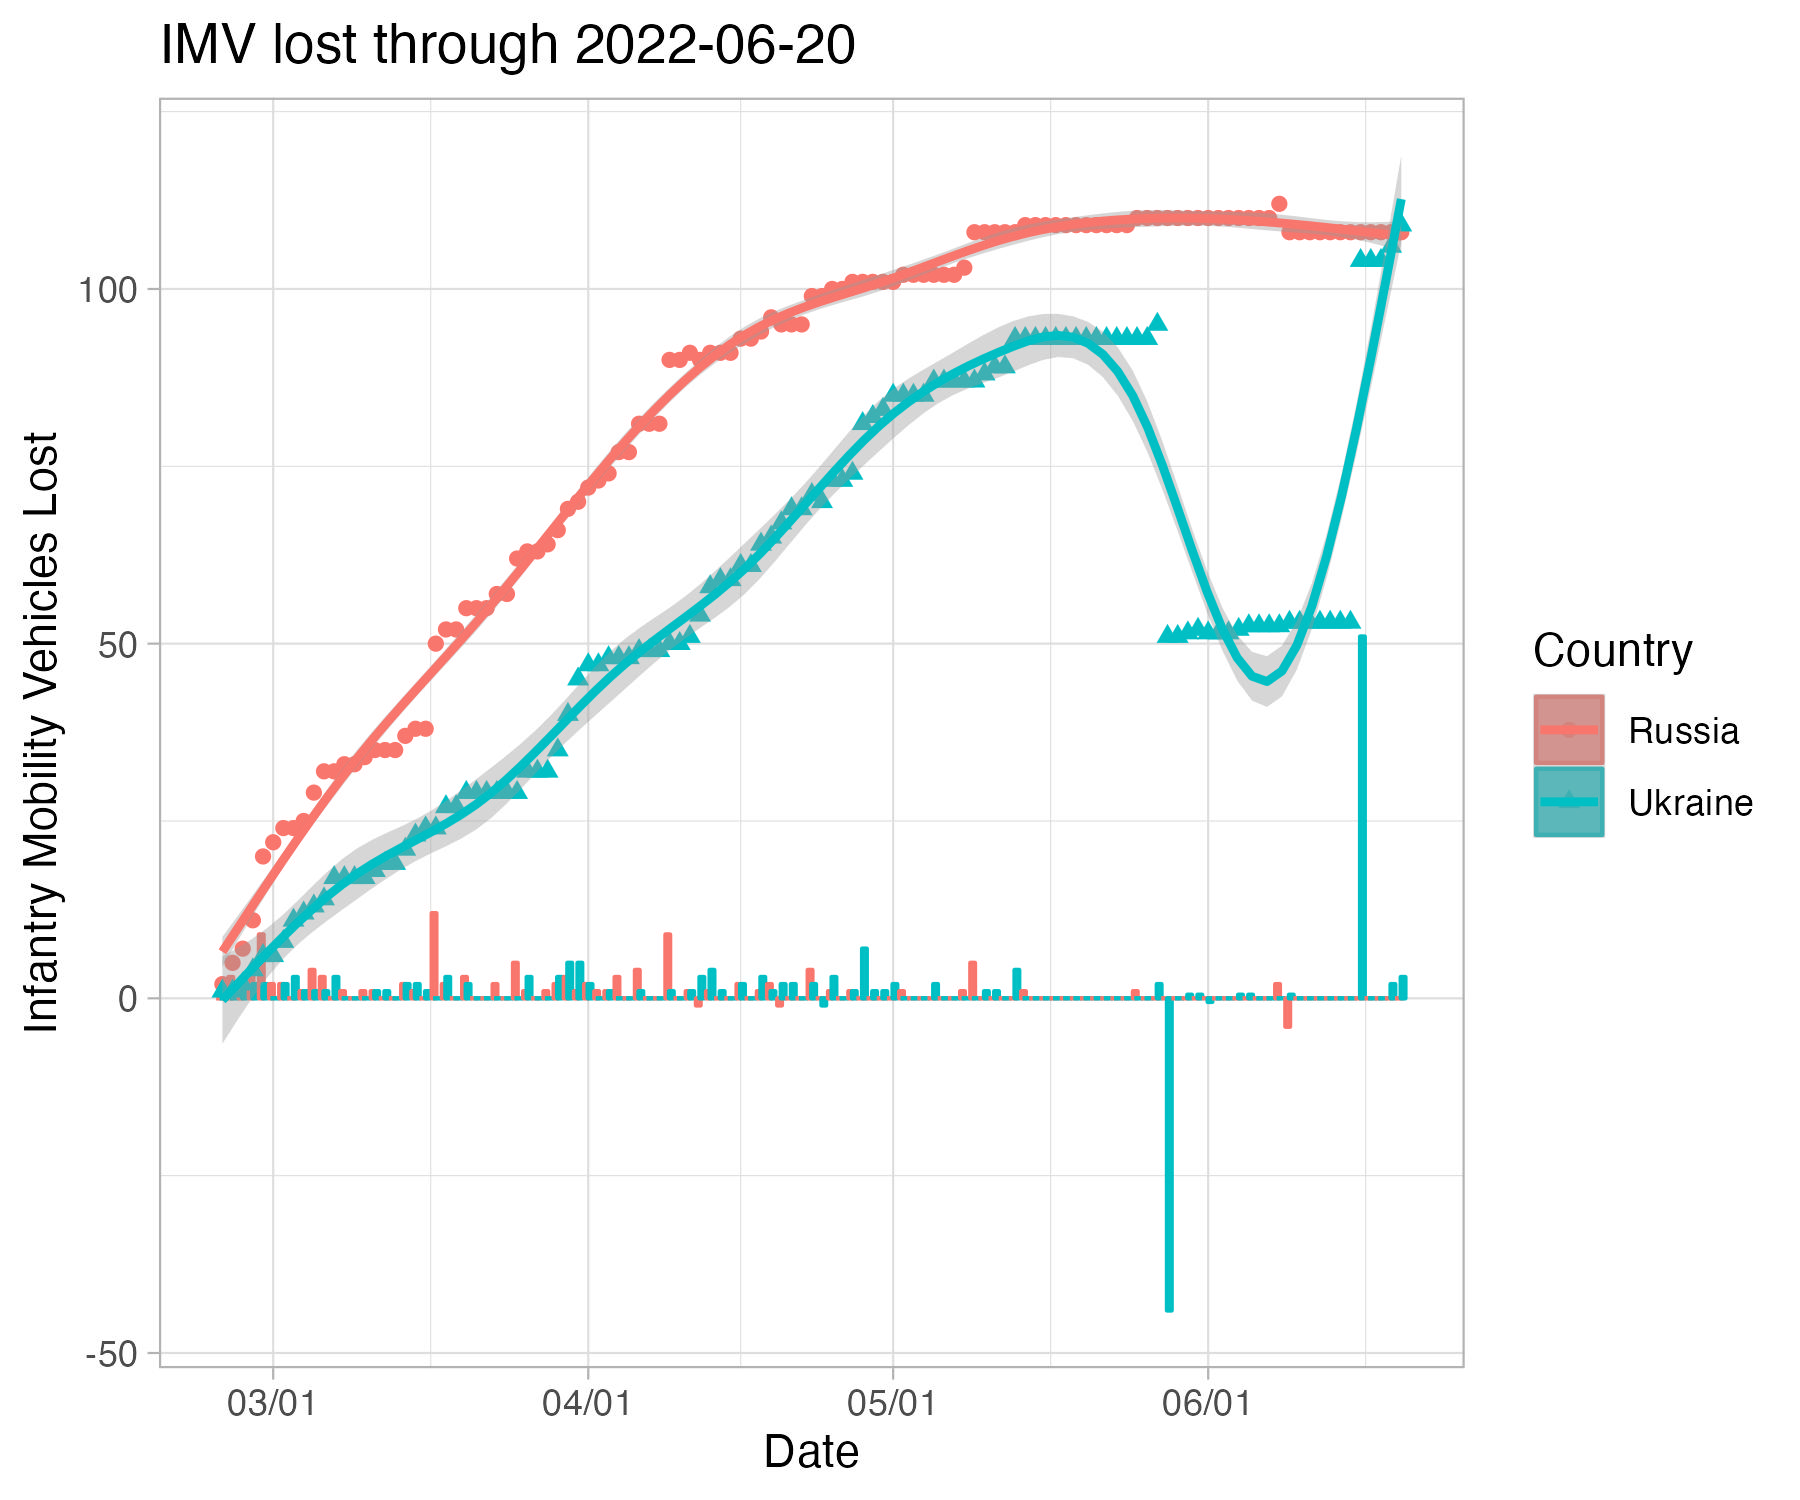 IMV lost through 2022-06-20
Infantry Mobility Vehicles Lost
100
50
0
-50
03/01
04/01
05/01
06/01
Date
Country
Russia
Ukraine